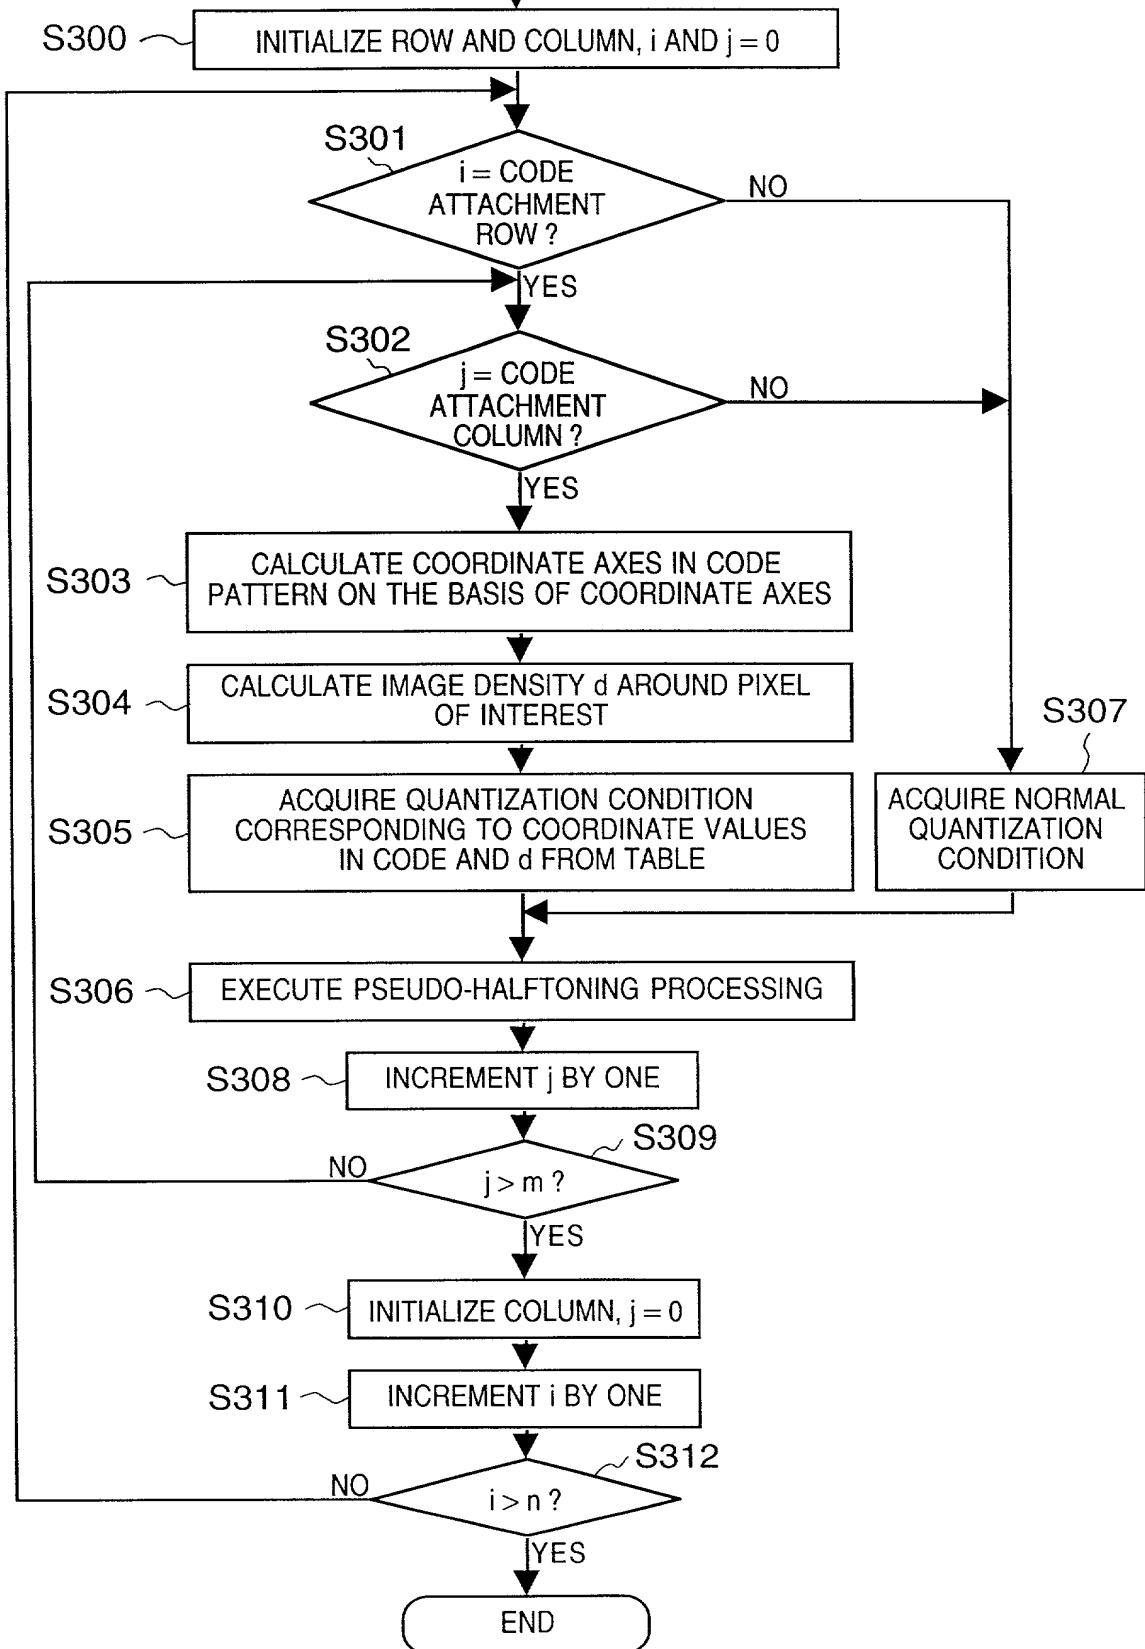 S300
INITIALIZE ROW AND COLUMN, i AND j = 0
S301
i = CODE
ATTACHMENT
ROW ?
NO
YES
S302
j = CODE
ATTACHMENT
COLUMN ?
NO
YES
S303
CALCULATE COORDINATE AXES IN CODE
PATTERN ON THE BASIS OF COORDINATE AXES
S304
CALCULATE IMAGE DENSITY d AROUND PIXEL
OF INTEREST
S307
S305
ACQUIRE QUANTIZATION CONDITION
CORRESPONDING TO COORDINATE VALUES
IN CODE AND d FROM TABLE
ACQUIRE NORMAL
QUANTIZATION
CONDITION
S306
EXECUTE PSEUDO-HALFTONING PROCESSING
S308
INCREMENT j BY ONE
S309
NO
j > m ?
YES
S310
INITIALIZE COLUMN, j = 0
S311
INCREMENT i BY ONE
S312
NO
i > n ?
YES
END